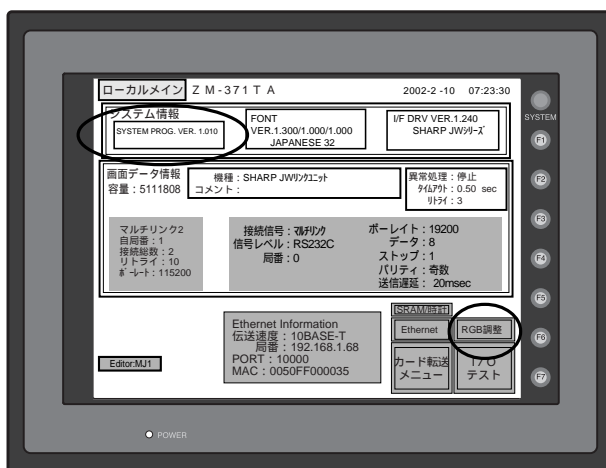 ローカルメイン ZM-371TA 2002-2-10 07:23:30
システム情報
SYSTEM PROG. VER. 1.010
FONT
VER.1.300/1.000/1.000
JAPANESE 32
I/F DRV VER.1.240
SHARP JWｼﾘｰｽﾞ
画面データ情報
容量:5111808
機種:SHARP JWﾘﾝｸﾕﾆｯﾄ
コメント:
異常処理:停止
ﾀｲﾑｱｳﾄ:0.50 sec
ﾘﾄﾗｲ:3
マルチリンク2
自局番:1
接続総数:2
リトライ:10
ﾎﾞｰﾚｰﾄ:115200
接続信号:ﾏﾙﾁﾘﾝｸ
信号レベル:RS232C
局番:0
ボーレイト:19200
データ:8
ストップ:1
パリティ:奇数
送信遅延: 20msec
Ethernet Information
伝送速度:10BASE-T
局番:192.168.1.68
PORT:10000
MAC:0050FF000035
Editor:MJ1
SRAM/時計
Ethernet
RGB調整
カード転送
メニュー
I/O
テスト
SYSTEM
F1
F2
F3
F4
F5
F6
F7
POWER